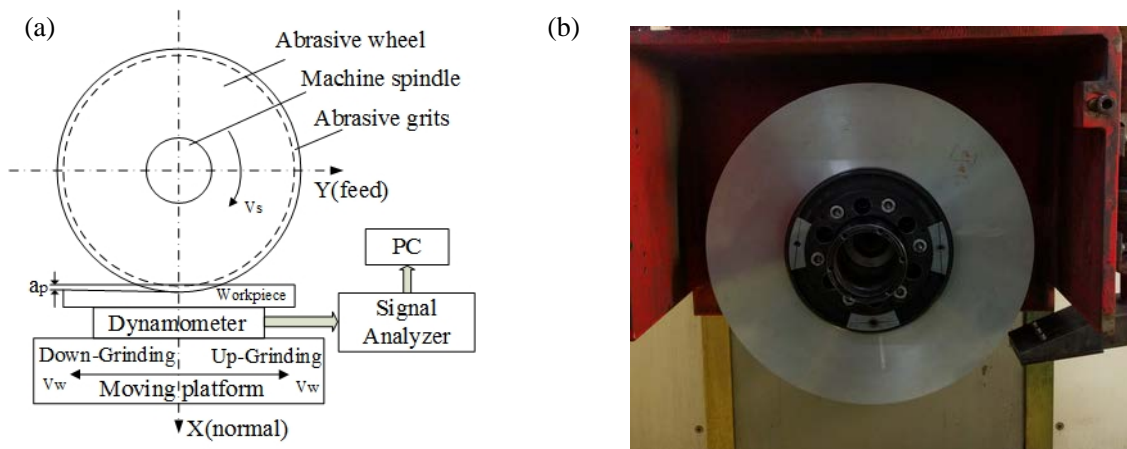 (a)
Abrasive wheel
Machine spindle
Abrasive grits
Y(feed)
Vs
PC
ap
Workpiece
Signal
Analyzer
Dynamometer
Down-Grinding Up-Grinding
Vw Vw
Moving platform
X(normal)
(b)